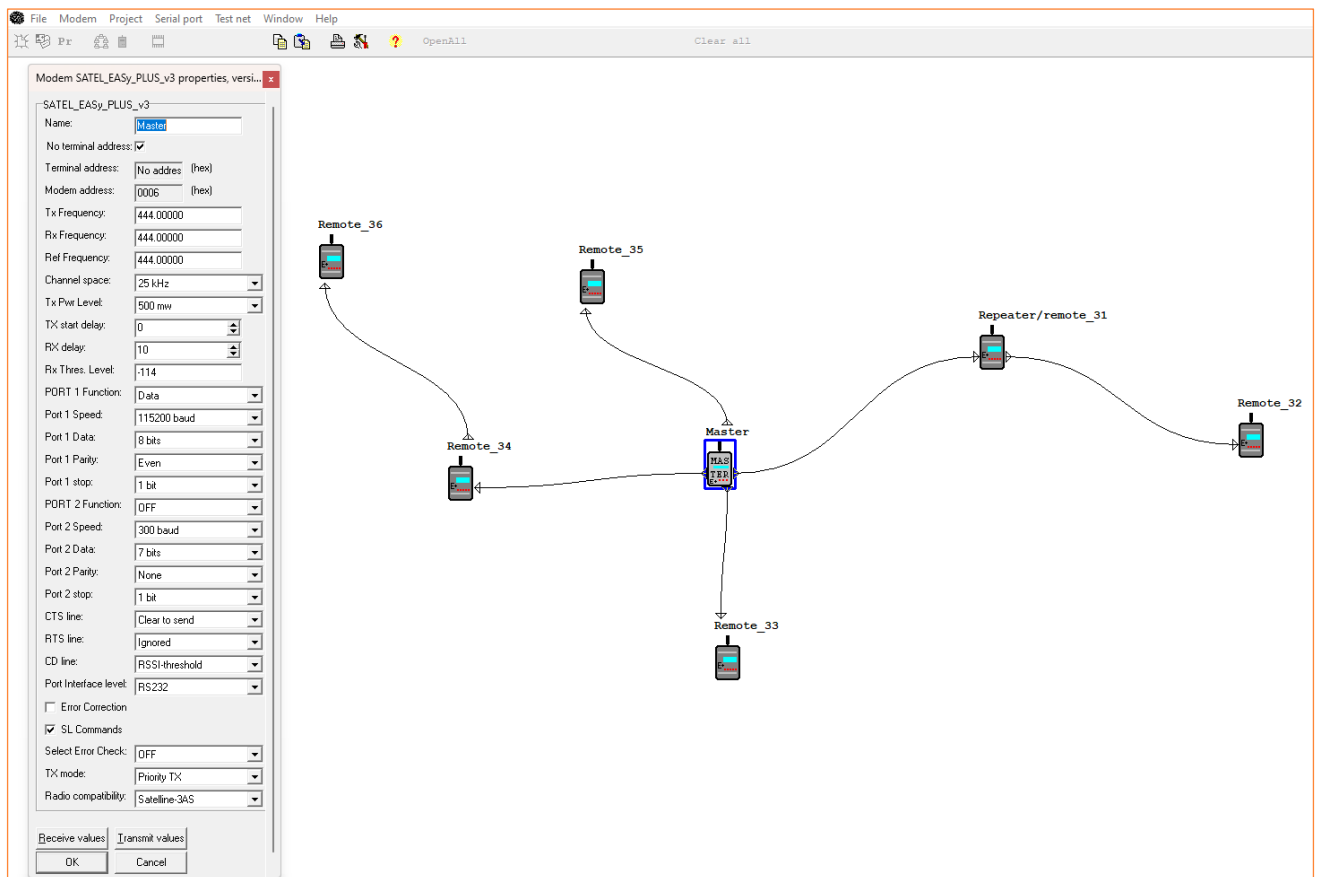 File Modem Project Serial port Test net Window Help
Pr ? OpenAll Clear all
Modem SATEL_EASy_PLUS_v3 properties, versi... x
SATEL_EASy_PLUS_v3
Name: Master
No terminal address:
Terminal address: No addres (hex)
Modem address: 0006 (hex)
Tx Frequency: 444.00000
Rx Frequency: 444.00000
Ref Frequency: 444.00000
Channel space: 25 kHz
Tx Pwr Level: 500 mw
TX start delay: 0
RX delay: 10
Rx Thres. Level: -114
PORT 1 Function: Data
Port 1 Speed: 115200 baud
Port 1 Data: 8 bits
Port 1 Parity: Even
Port 1 stop: 1 bit
PORT 2 Function: OFF
Port 2 Speed: 300 baud
Port 2 Data: 7 bits
Port 2 Parity: None
Port 2 stop: 1 bit
CTS line: Clear to send
RTS line: Ignored
CD line: RSSI-threshold
Port Interface level: RS232
Error Correction
SL Commands
Select Error Check: OFF
TX mode: Priority TX
Radio compatibility: Satelline-3AS
Receive values Transmit values
OK Cancel
Remote_36
Remote_35
Repeater/remote_31
Remote_32
Master
MAS
TER
Remote_34
Remote_33